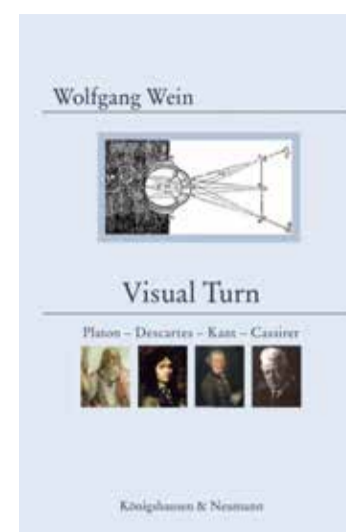 Wolfgang Wein
Visual Turn
Platon – Descartes – Kant – Cassirer
Königshausen & Neumann